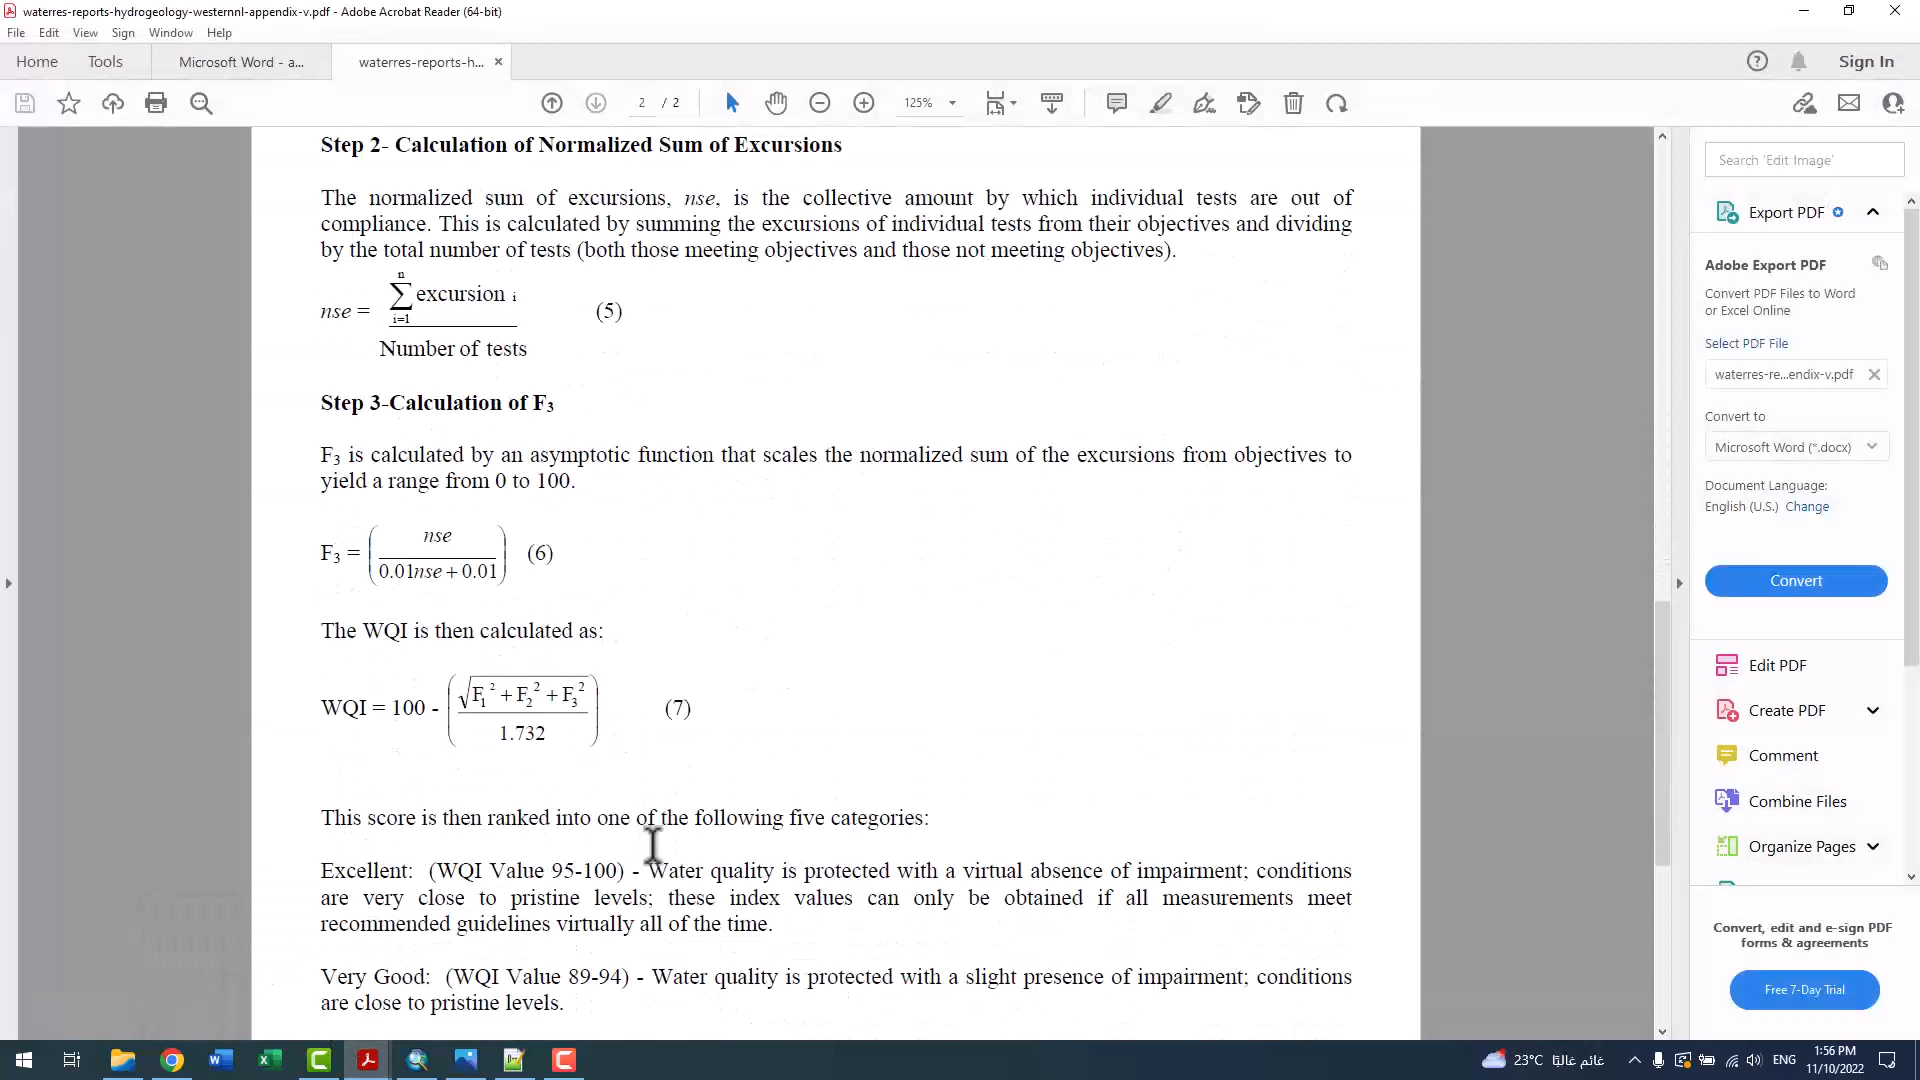 waterres-reports-hydrogeology-westernnl-appendix-v.pdf - Adobe Acrobat Reader (64-bit)
File Edit View Sign Window Help
Home Tools Microsoft Word - a... waterres-reports-h... × Sign In
2 / 2 125%
Step 2- Calculation of Normalized Sum of Excursions
The normalized sum of excursions, nse, is the collective amount by which individual tests are out of
compliance. This is calculated by summing the excursions of individual tests from their objectives and dividing
by the total number of tests (both those meeting objectives and those not meeting objectives).
n
nse = ∑ excursion i (5)
i=1
Number of tests
Step 3-Calculation of F3
F3 is calculated by an asymptotic function that scales the normalized sum of the excursions from objectives to
yield a range from 0 to 100.
nse
F3 = (6)
0.01nse + 0.01
The WQI is then calculated as:
√F1² + F2² + F3²
WQI = 100 - (7)
1.732
This score is then ranked into one of the following five categories:
Excellent: (WQI Value 95-100) - Water quality is protected with a virtual absence of impairment; conditions
are very close to pristine levels; these index values can only be obtained if all measurements meet
recommended guidelines virtually all of the time.
Very Good: (WQI Value 89-94) - Water quality is protected with a slight presence of impairment; conditions
are close to pristine levels.
Search 'Edit Image'
Export PDF
Adobe Export PDF
Convert PDF Files to Word
or Excel Online
Select PDF File
waterres-re...endix-v.pdf
Convert to
Microsoft Word (*.docx)
Document Language:
English (U.S.) Change
Convert
Edit PDF
Create PDF
Comment
Combine Files
Organize Pages
Convert, edit and e-sign PDF
forms & agreements
Free 7-Day Trial
23°C غائم غالبًا ENG 1:56 PM
11/10/2022